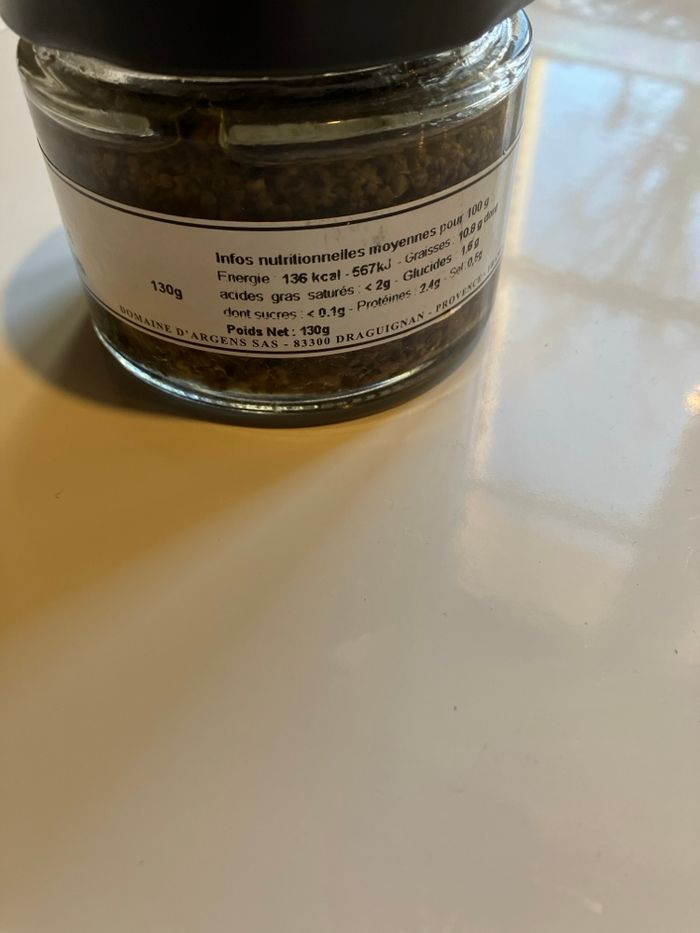 130g
Infos nutritionnelles moyennes pour 100 g
Energie : 136 kcal - 567kJ - Graisses : 10.8 g dont
acides gras saturés : < 2g - Glucides : 1.6 g
dont sucres : < 0.1g - Protéines : 2.4g - Sel: 0,6g
Poids Net : 130g
DOMAINE D'ARGENS SAS - 83300 DRAGUIGNAN - PROVENCE -